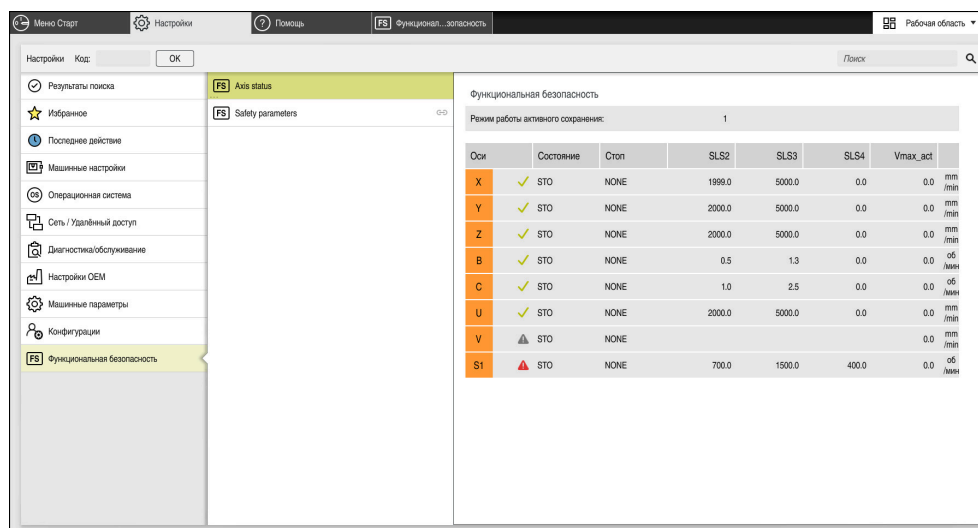 Меню Старт
Настройки
Помощь
FS Функционал...зопасность
Рабочая область
Настройки Код: OK
Поиск
Результаты поиска
Избранное
Последнее действие
Машинные настройки
OS Операционная система
Сеть / Удалённый доступ
Диагностика/обслуживание
Настройки OEM
Машинные параметры
Конфигурации
FS Функциональная безопасность
FS Axis status
FS Safety parameters
Функциональная безопасность
Режим работы активного сохранения: 1
Оси Состояние Стоп SLS2 SLS3 SLS4 Vmax_act
X STO NONE 1999.0 5000.0 0.0 0.0 mm/min
Y STO NONE 2000.0 5000.0 0.0 0.0 mm/min
Z STO NONE 2000.0 5000.0 0.0 0.0 mm/min
B STO NONE 0.5 1.3 0.0 0.0 об/мин
C STO NONE 1.0 2.5 0.0 0.0 об/мин
U STO NONE 2000.0 5000.0 0.0 0.0 mm/min
V STO NONE 0.0 mm/min
S1 STO NONE 700.0 1500.0 400.0 0.0 об/мин